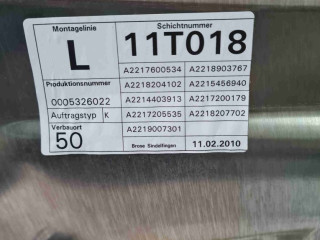 Montagelinie
Schichtnummer
L
11T018
Produktionsnummer
0005326022
Auftragstyp K
Verbauort
50
A2217600534 A2218903767
A2218204102 A2215456940
A2214403913 A2217200179
A2217205535 A2218207702
A2219007301
Brose Sindelfingen
11.02.2010